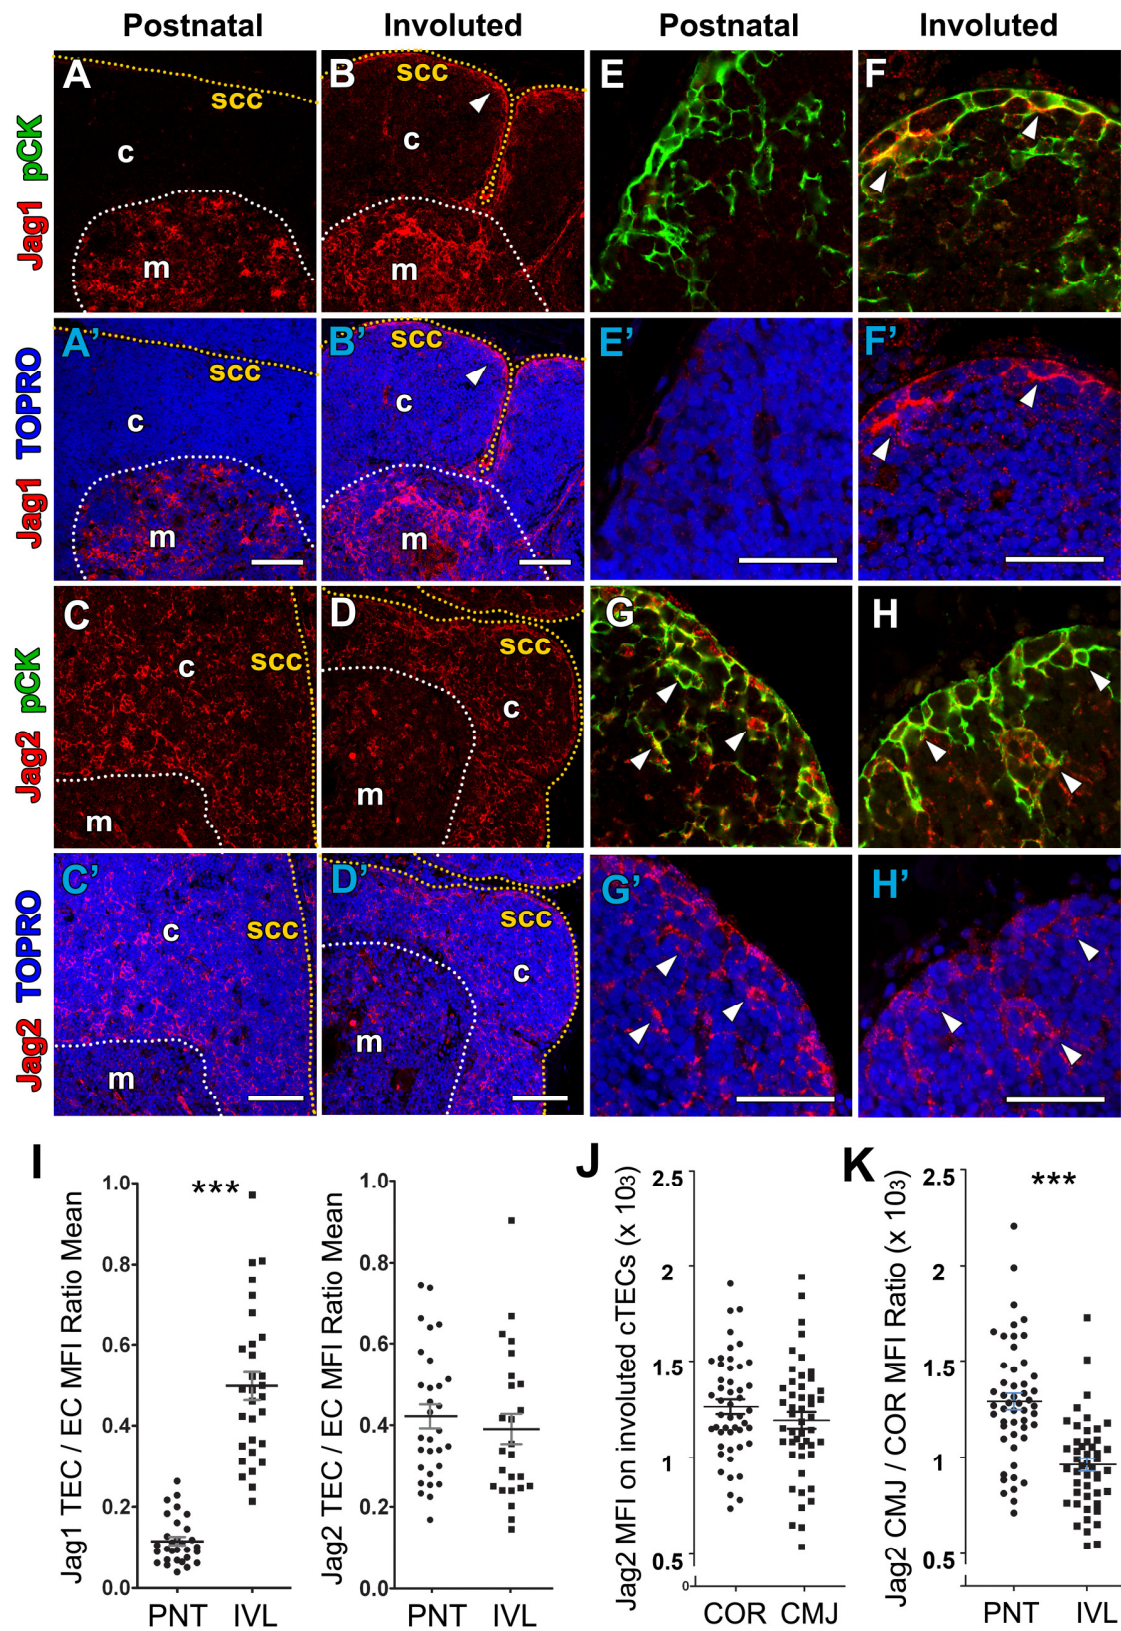 Postnatal Involuted Postnatal Involuted
Jag1 pCK
A
scc
c
m
B
scc
c
m
E
F
Jag1 TOPRO
A’
scc
c
m
B’
scc
c
m
E’
F’
Jag2 pCK
C
c
scc
m
D
scc
c
m
G
H
Jag2 TOPRO
C’
c
scc
m
D’
scc
c
m
G’
H’
I
Jag1 TEC / EC MFI Ratio Mean
***
1.0
0.8
0.6
0.4
0.2
0.0
PNT IVL
Jag2 TEC / EC MFI Ratio Mean
1.0
0.8
0.6
0.4
0.2
0.0
PNT IVL
J
Jag2 MFI on involuted cTECs (x 103)
2.5
2
1.5
1
0.5
0
COR CMJ
K
Jag2 CMJ / COR MFI Ratio (x 103)
***
2.5
2
1.5
1
0.5
PNT IVL